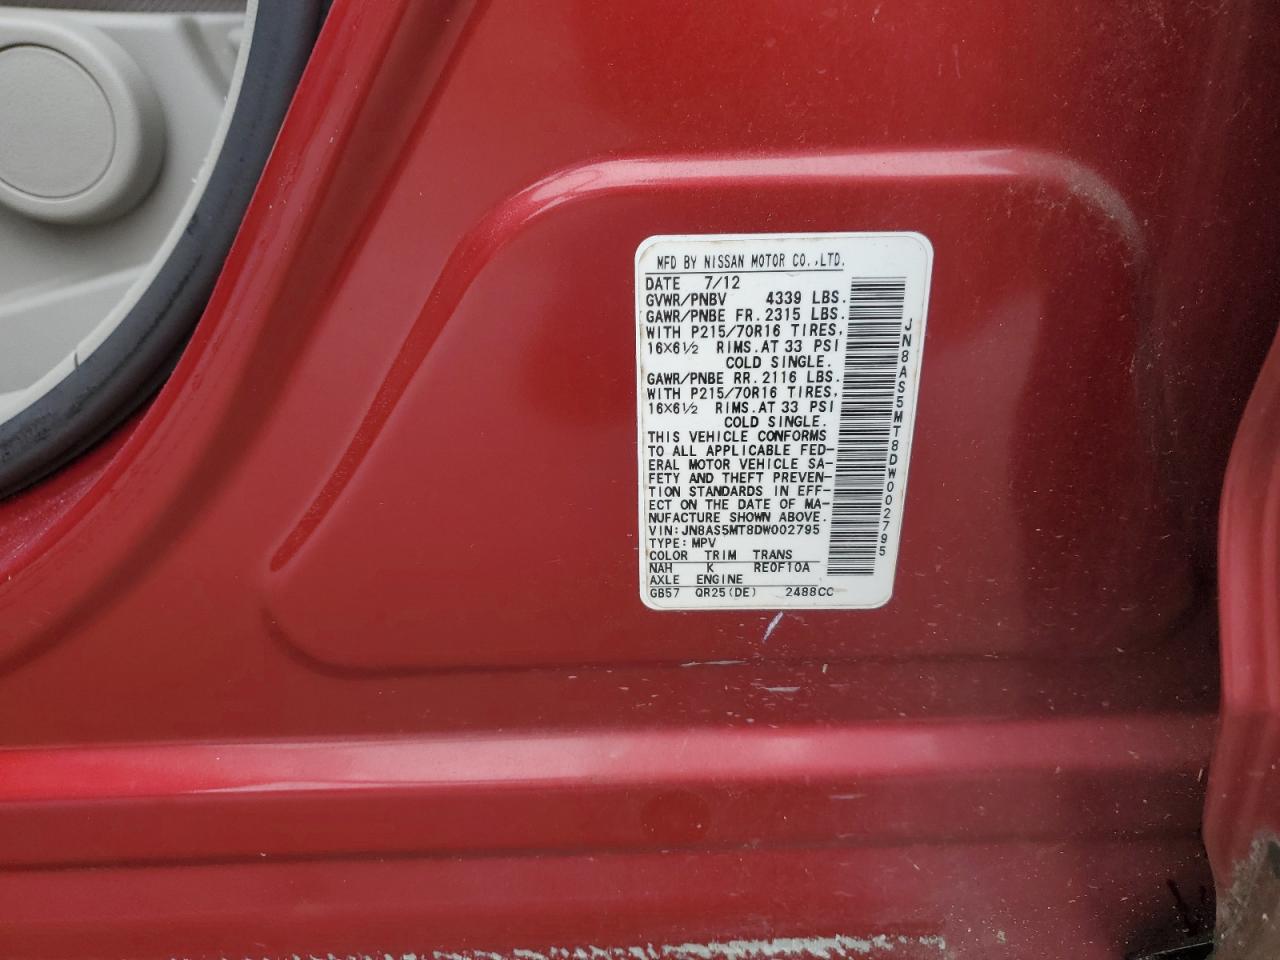 MFD BY NISSAN MOTOR CO.,LTD.
DATE 7/12
GVWR/PNBV 4339 LBS.
GAWR/PNBE FR. 2315 LBS.
WITH P215/70R16 TIRES,
16X6½ RIMS.AT 33 PSI
COLD SINGLE.
GAWR/PNBE RR. 2116 LBS.
WITH P215/70R16 TIRES,
16X6½ RIMS.AT 33 PSI
COLD SINGLE.
THIS VEHICLE CONFORMS
TO ALL APPLICABLE FED-
ERAL MOTOR VEHICLE SA-
FETY AND THEFT PREVEN-
TION STANDARDS IN EFF-
ECT ON THE DATE OF MA-
NUFACTURE SHOWN ABOVE.
VIN:JN8AS5MT8DW002795
TYPE:MPV
COLOR TRIM TRANS
NAH K RE0F10A
AXLE ENGINE
GB57 QR25(DE) 2488CC
JN8AS5MT8DW002795